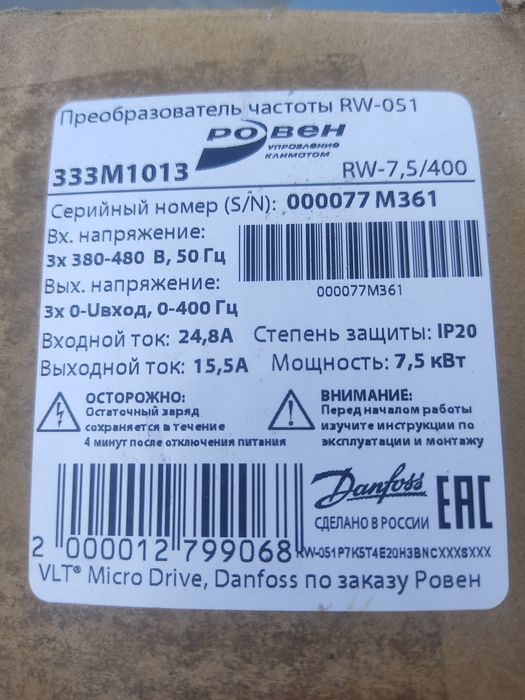 Преобразователь частоты RW-051
РОВЕН
УПРАВЛЕНИЕ
КЛИМАТОМ
333M1013 RW-7,5/400
Серийный номер (S/N): 000077M361
Вх. напряжение:
3x 380-480 В, 50 Гц
Вых. напряжение:
000077M361
3x 0-Uвход, 0-400 Гц
Входной ток: 24,8А Степень защиты: IP20
Выходной ток: 15,5А Мощность: 7,5 кВт
ОСТОРОЖНО:
Остаточный заряд
сохраняется в течение
4 минут после отключения питания
ВНИМАНИЕ:
Перед началом работы
изучите инструкции по
эксплуатации и монтажу
Danfoss
СДЕЛАНО В РОССИИ
EAC
2 000012 799068
RW-051P7K5T4E20H3BNCXXXSXXX
VLT® Micro Drive, Danfoss по заказу Ровен